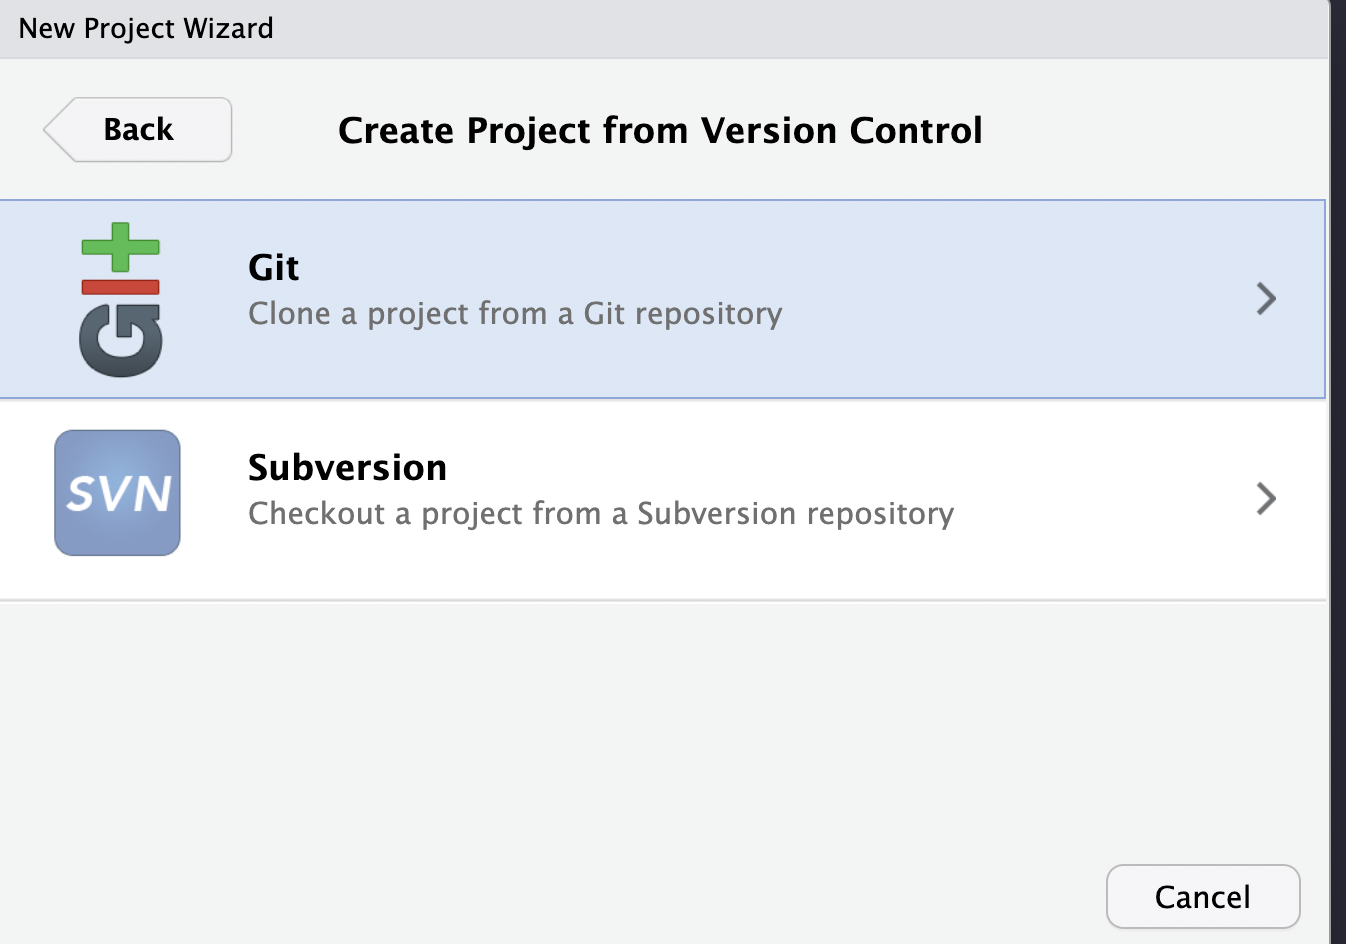 New Project Wizard
Back
Create Project from Version Control
git
Git
Clone a project from a Git repository
SVN
Subversion
Checkout a project from a Subversion repository
Cancel